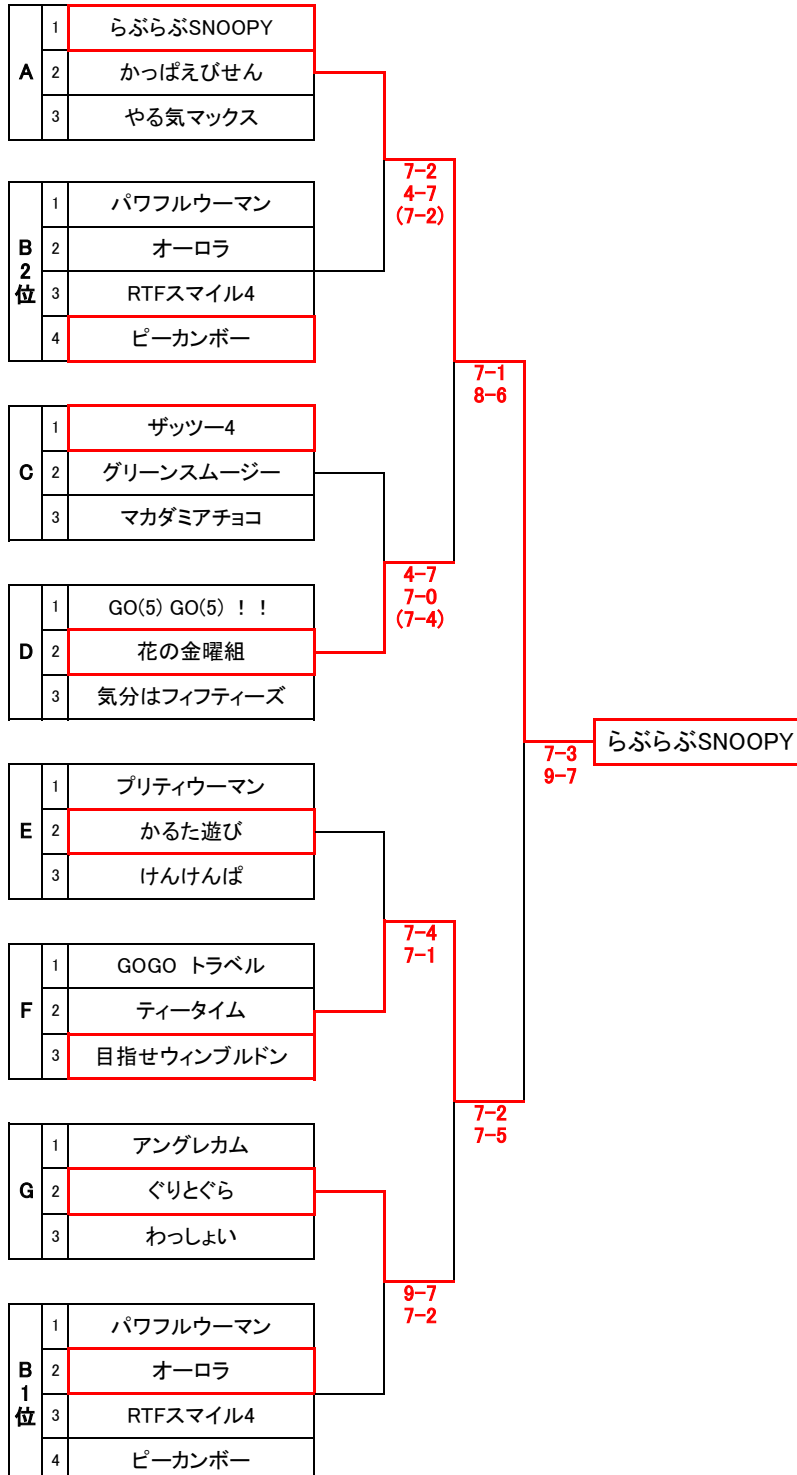 A
1 らぶらぶSNOOPY
2 かっぱえびせん
3 やる気マックス
7-2
4-7
(7-2)
B2位
1 パワフルウーマン
2 オーロラ
3 RTFスマイル4
4 ピーカンボー
7-1
8-6
C
1 ザッツー4
2 グリーンスムージー
3 マカダミアチョコ
4-7
7-0
(7-4)
D
1 GO(5) GO(5) ！！
2 花の金曜組
3 気分はフィフティーズ
7-3
9-7
らぶらぶSNOOPY
E
1 プリティウーマン
2 かるた遊び
3 けんけんぱ
7-4
7-1
F
1 GOGO トラベル
2 ティータイム
3 目指せウィンブルドン
7-2
7-5
G
1 アングレカム
2 ぐりとぐら
3 わっしょい
9-7
7-2
B1位
1 パワフルウーマン
2 オーロラ
3 RTFスマイル4
4 ピーカンボー